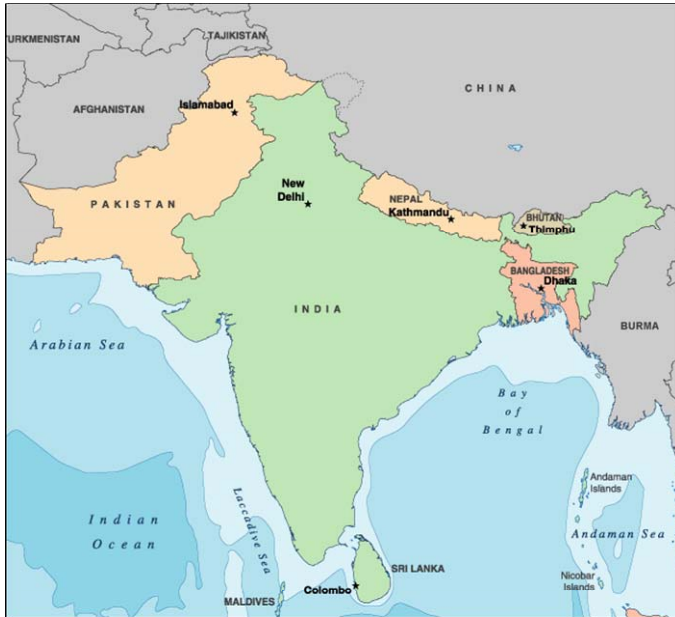 TURKMENISTAN
TAJIKISTAN
CHINA
AFGHANISTAN
Islamabad
New
Delhi
PAKISTAN
NEPAL
Kathmandu
BHUTAN
Thimphu
BANGLADESH
Dhaka
INDIA
BURMA
Arabian Sea
Bay
of
Bengal
Andaman
Islands
Laccadive Sea
Indian
Ocean
Andaman Sea
SRI LANKA
Nicobar
Islands
Colombo
MALDIVES